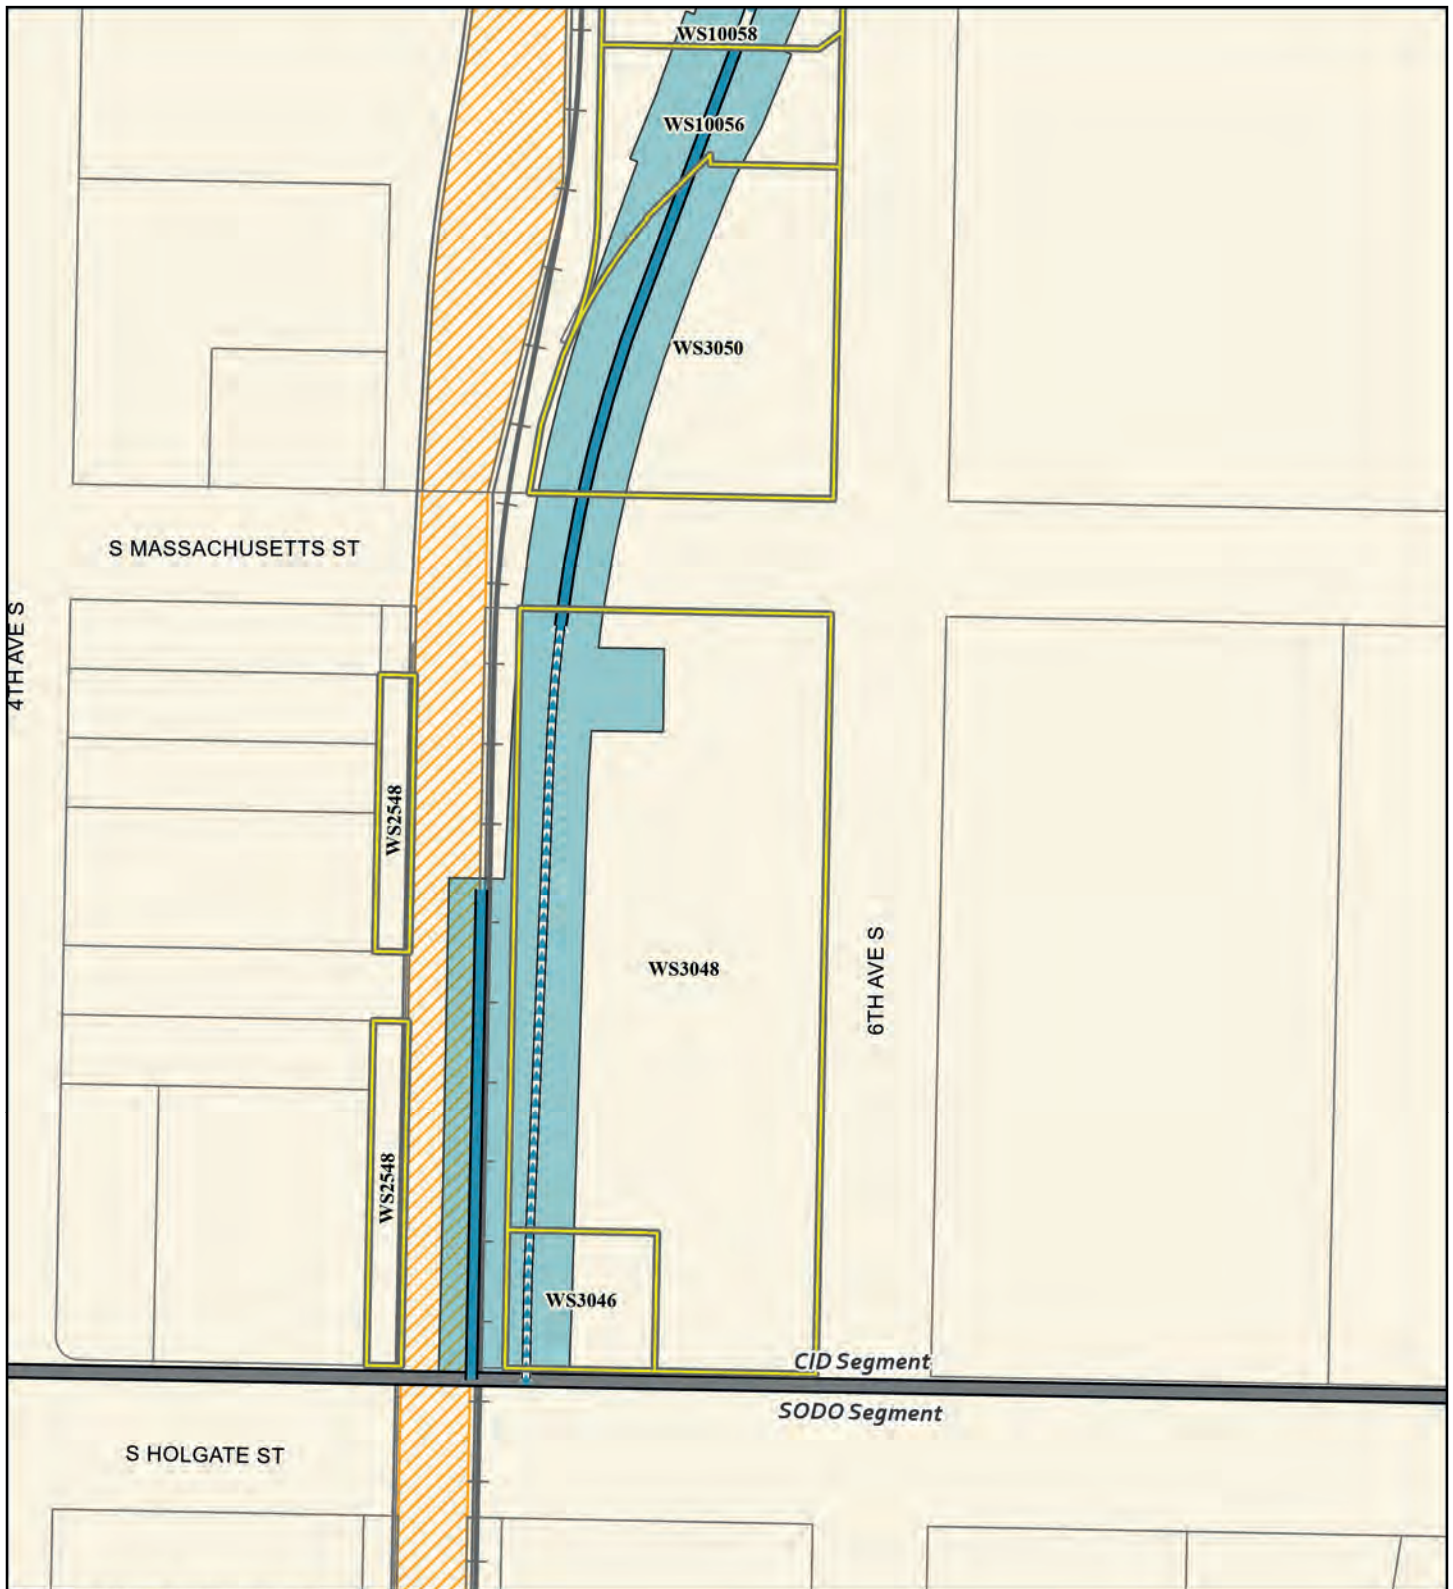 WS10058
WS10056
WS3050
S MASSACHUSETTS ST
4TH AVE S
WS2548
WS3048
6TH AVE S
WS2548
WS3046
CID Segment
SODO Segment
S HOLGATE ST